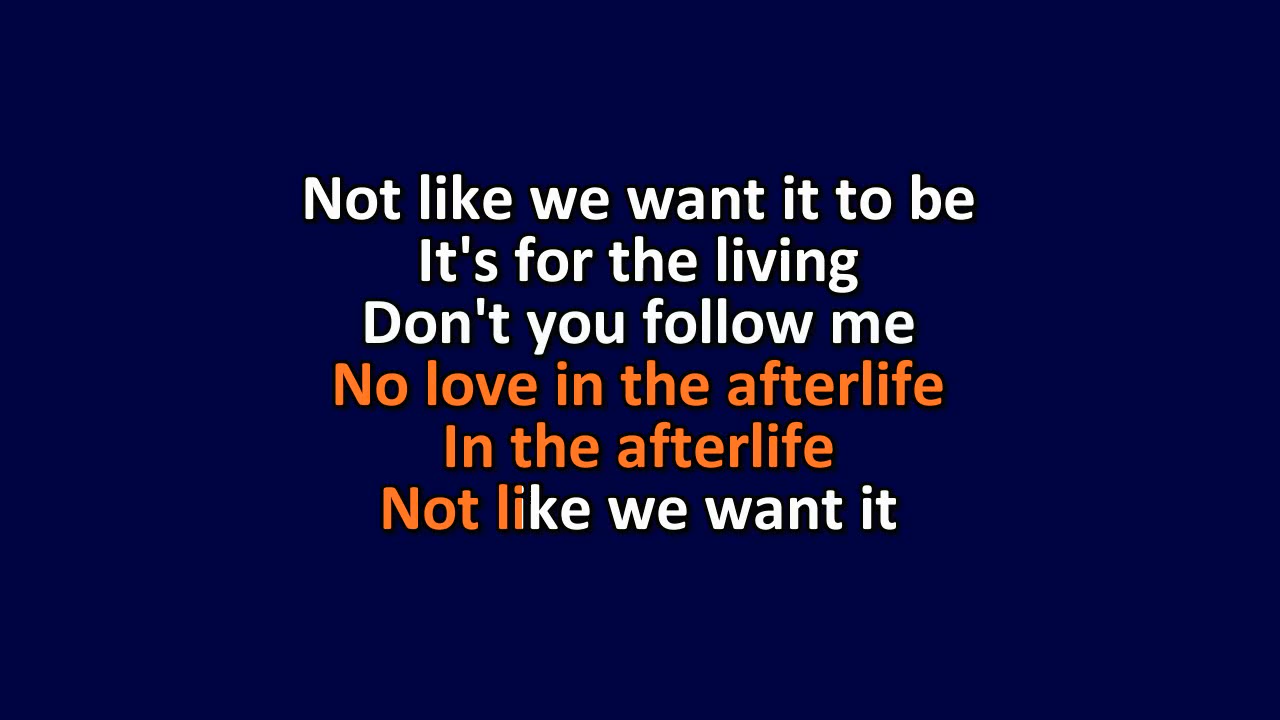 Not like we want it to be
It's for the living
Don't you follow me
No love in the afterlife
In the afterlife
Not like we want it